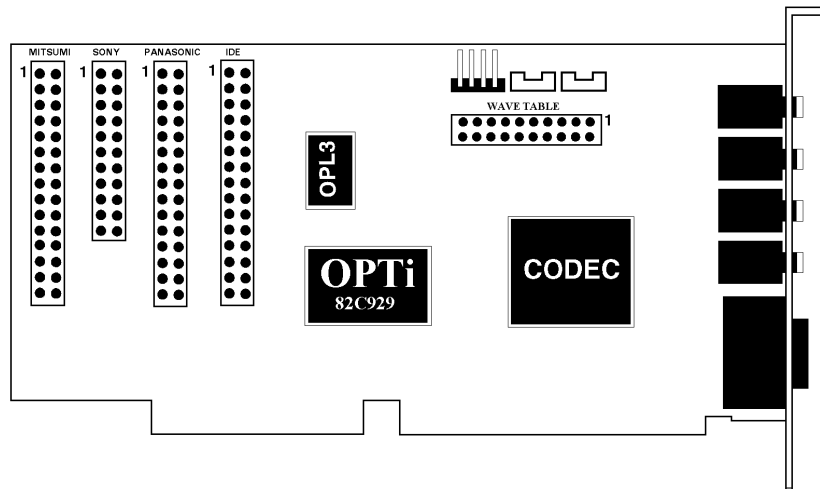 MITSUMI SONY PANASONIC IDE
1 1 1 1
WAVE TABLE
1
OPL3
OPTi
82C929
CODEC